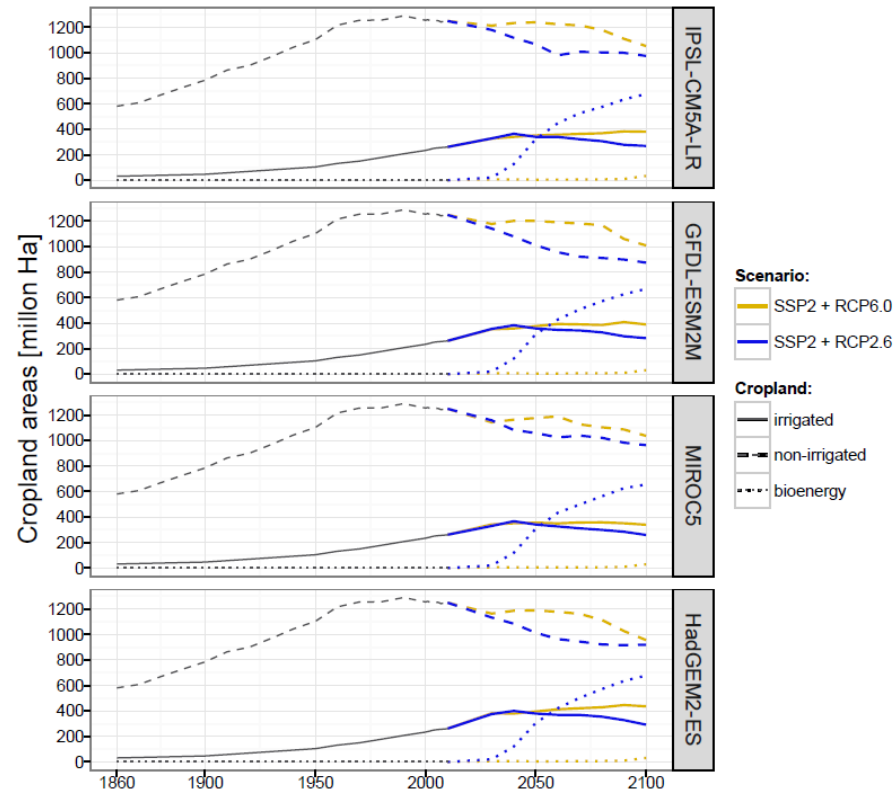 Cropland areas [millon Ha]
1200
1000
800
600
400
200
0
IPSL-CM5A-LR
1200
1000
800
600
400
200
0
GFDL-ESM2M
1200
1000
800
600
400
200
0
MIROC5
1200
1000
800
600
400
200
0
HadGEM2-ES
1860 1900 1950 2000 2050 2100
Scenario:
SSP2 + RCP6.0
SSP2 + RCP2.6
Cropland:
irrigated
non-irrigated
bioenergy